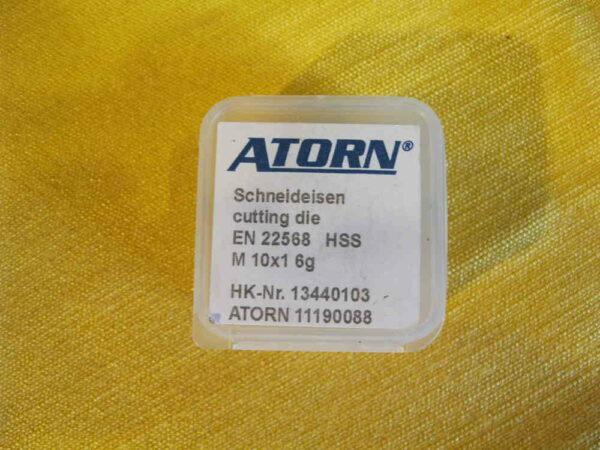 ATORN®
Schneideisen
cutting die
EN 22568 HSS
M 10x1 6g
HK-Nr. 13440103
ATORN 11190088